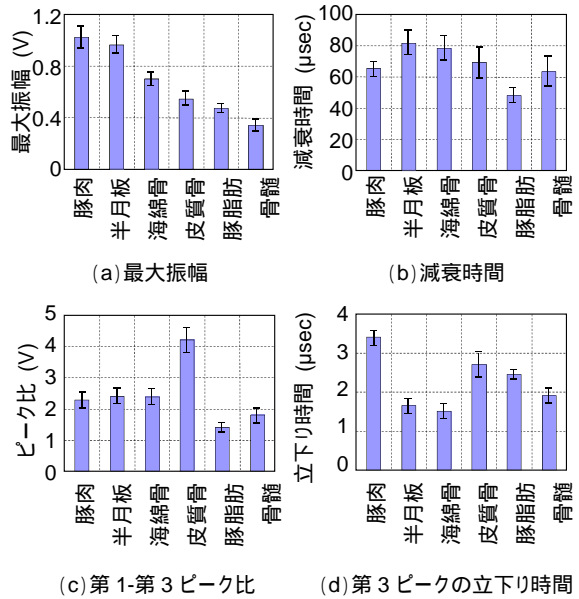 最大振幅 (V)
1.2
0.8
0.4
0
豚肉
半月板
海綿骨
皮質骨
豚脂肪
骨髄
(a)最大振幅
減衰時間 (μsec)
100
80
60
40
20
0
豚肉
半月板
海綿骨
皮質骨
豚脂肪
骨髄
(b)減衰時間
ピーク比 (V)
5
4
3
2
1
0
豚肉
半月板
海綿骨
皮質骨
豚脂肪
骨髄
(c)第1-第3ピーク比
立下り時間 (μsec)
4
3
2
1
0
豚肉
半月板
海綿骨
皮質骨
豚脂肪
骨髄
(d)第3ピークの立下り時間